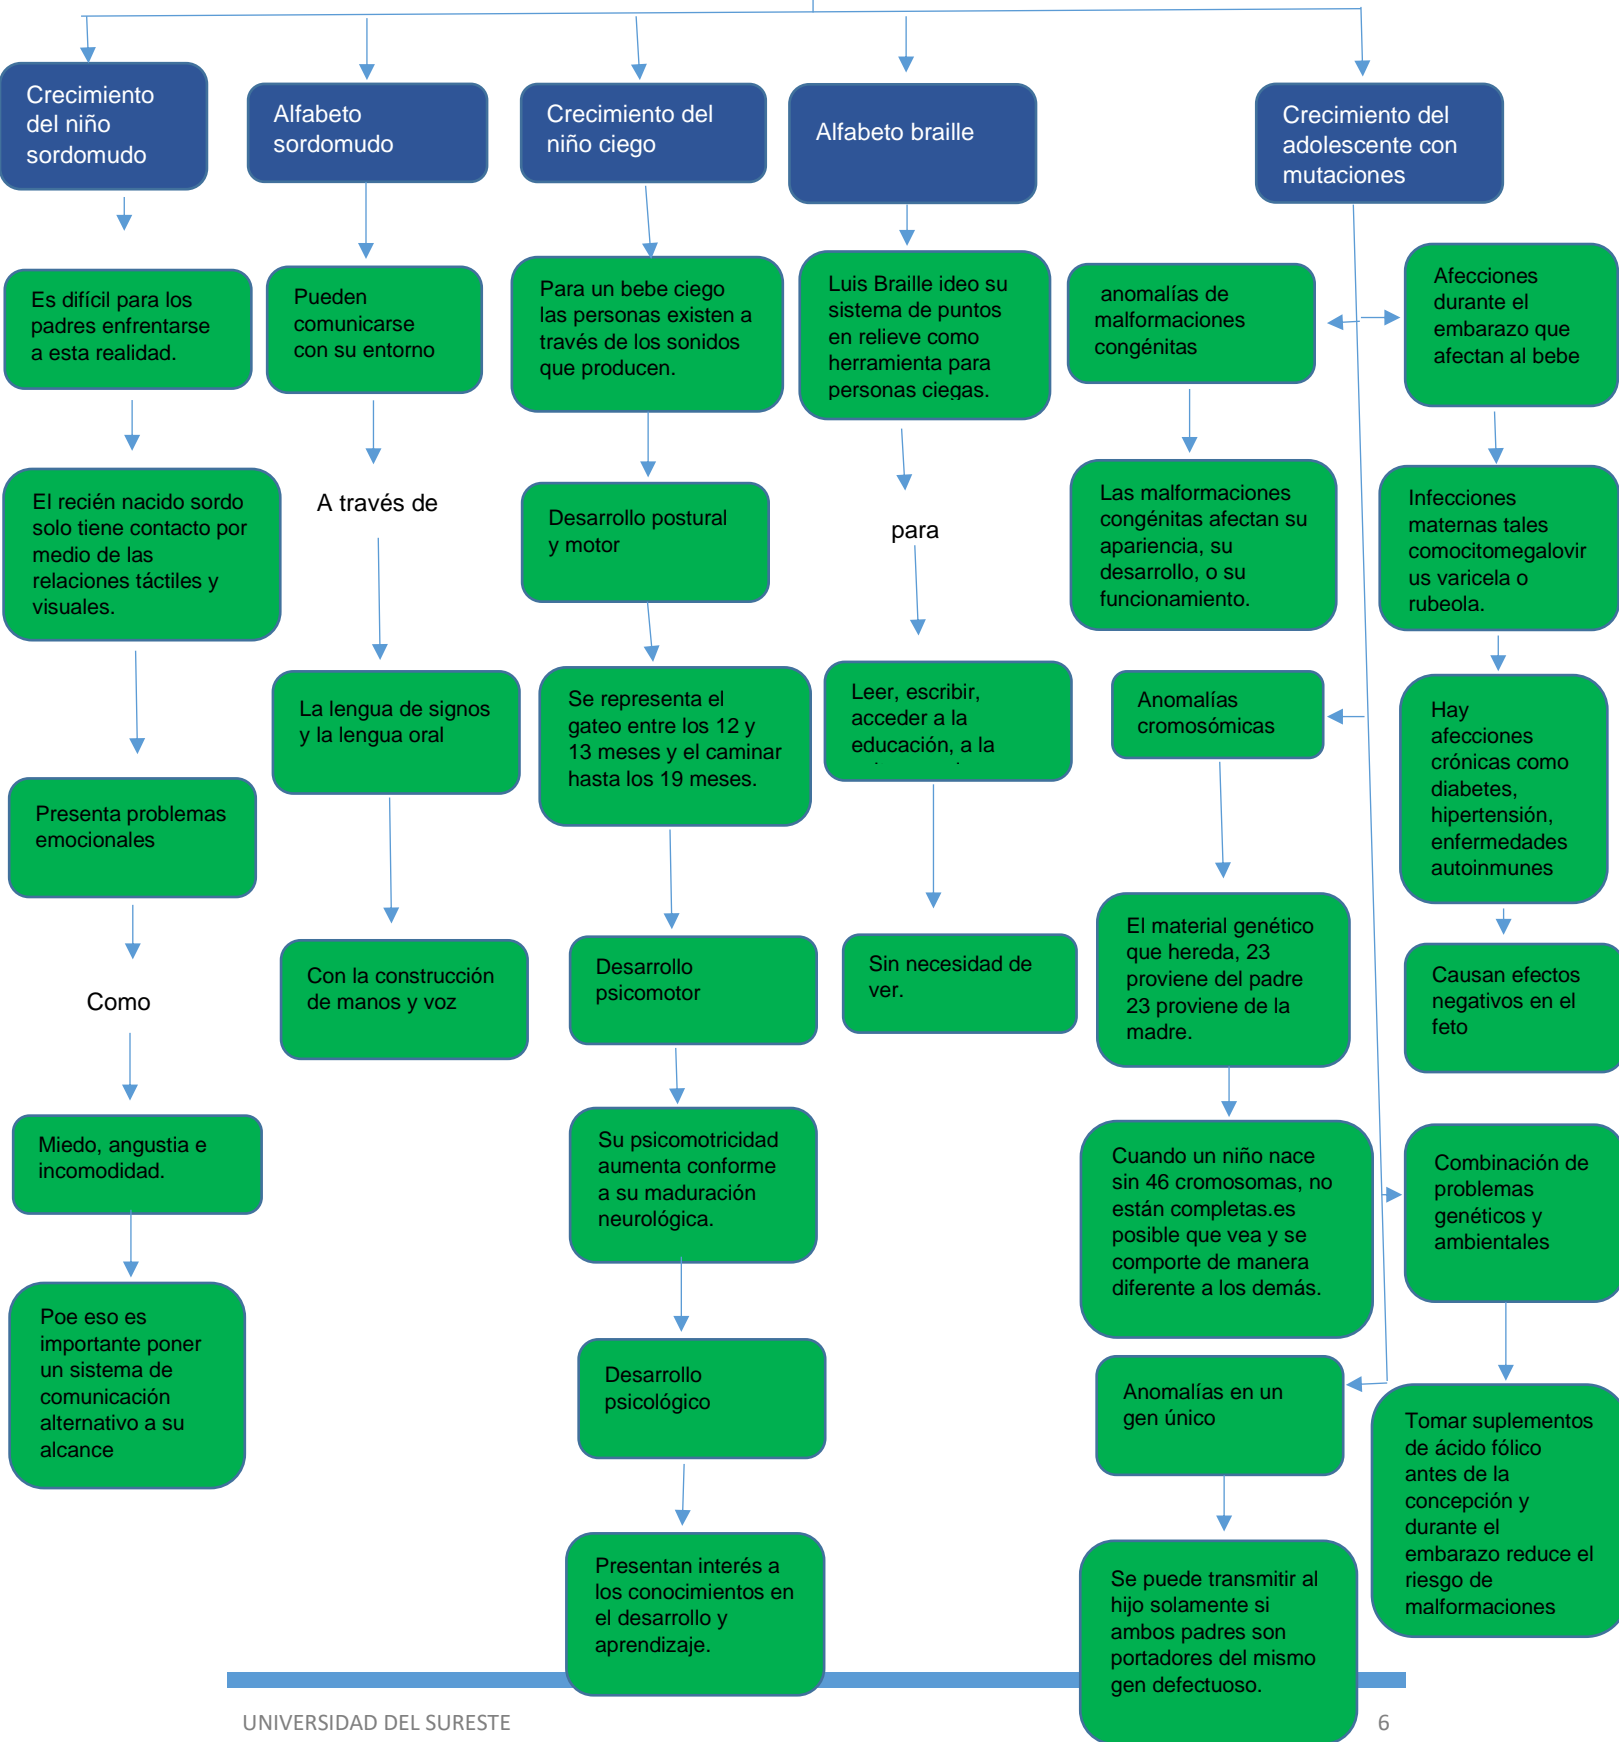 Crecimiento
del niño
sordomudo
Alfabeto
sordomudo
Crecimiento del
niño ciego
Alfabeto braille
Crecimiento del
adolescente con
mutaciones
Es difícil para los
padres enfrentarse
a esta realidad.
El recién nacido sordo
solo tiene contacto por
medio de las
relaciones táctiles y
visuales.
Presenta problemas
emocionales
Como
Miedo, angustia e
incomodidad.
Poe eso es
importante poner
un sistema de
comunicación
alternativo a su
alcance
Pueden
comunicarse
con su entorno
A través de
La lengua de signos
y la lengua oral
Con la construcción
de manos y voz
Para un bebe ciego
las personas existen a
través de los sonidos
que producen.
Desarrollo postural
y motor
Se representa el
gateo entre los 12 y
13 meses y el caminar
hasta los 19 meses.
Desarrollo
psicomotor
Su psicomotricidad
aumenta conforme
a su maduración
neurológica.
Desarrollo
psicológico
Presentan interés a
los conocimientos en
el desarrollo y
aprendizaje.
Luis Braille ideo su
sistema de puntos
en relieve como
herramienta para
personas ciegas.
para
Leer, escribir,
acceder a la
educación, a la
Sin necesidad de
ver.
anomalías de
malformaciones
congénitas
Las malformaciones
congénitas afectan su
apariencia, su
desarrollo, o su
funcionamiento.
Anomalías
cromosómicas
El material genético
que hereda, 23
proviene del padre
23 proviene de la
madre.
Cuando un niño nace
sin 46 cromosomas, no
están completas.es
posible que vea y se
comporte de manera
diferente a los demás.
Anomalías en un
gen único
Se puede transmitir al
hijo solamente si
ambos padres son
portadores del mismo
gen defectuoso.
Afecciones
durante el
embarazo que
afectan al bebe
Infecciones
maternas tales
comocitomegalovir
us varicela o
rubeola.
Hay
afecciones
crónicas como
diabetes,
hipertensión,
enfermedades
autoinmunes
Causan efectos
negativos en el
feto
Combinación de
problemas
genéticos y
ambientales
Tomar suplementos
de ácido fólico
antes de la
concepción y
durante el
embarazo reduce el
riesgo de
malformaciones
UNIVERSIDAD DEL SURESTE
6